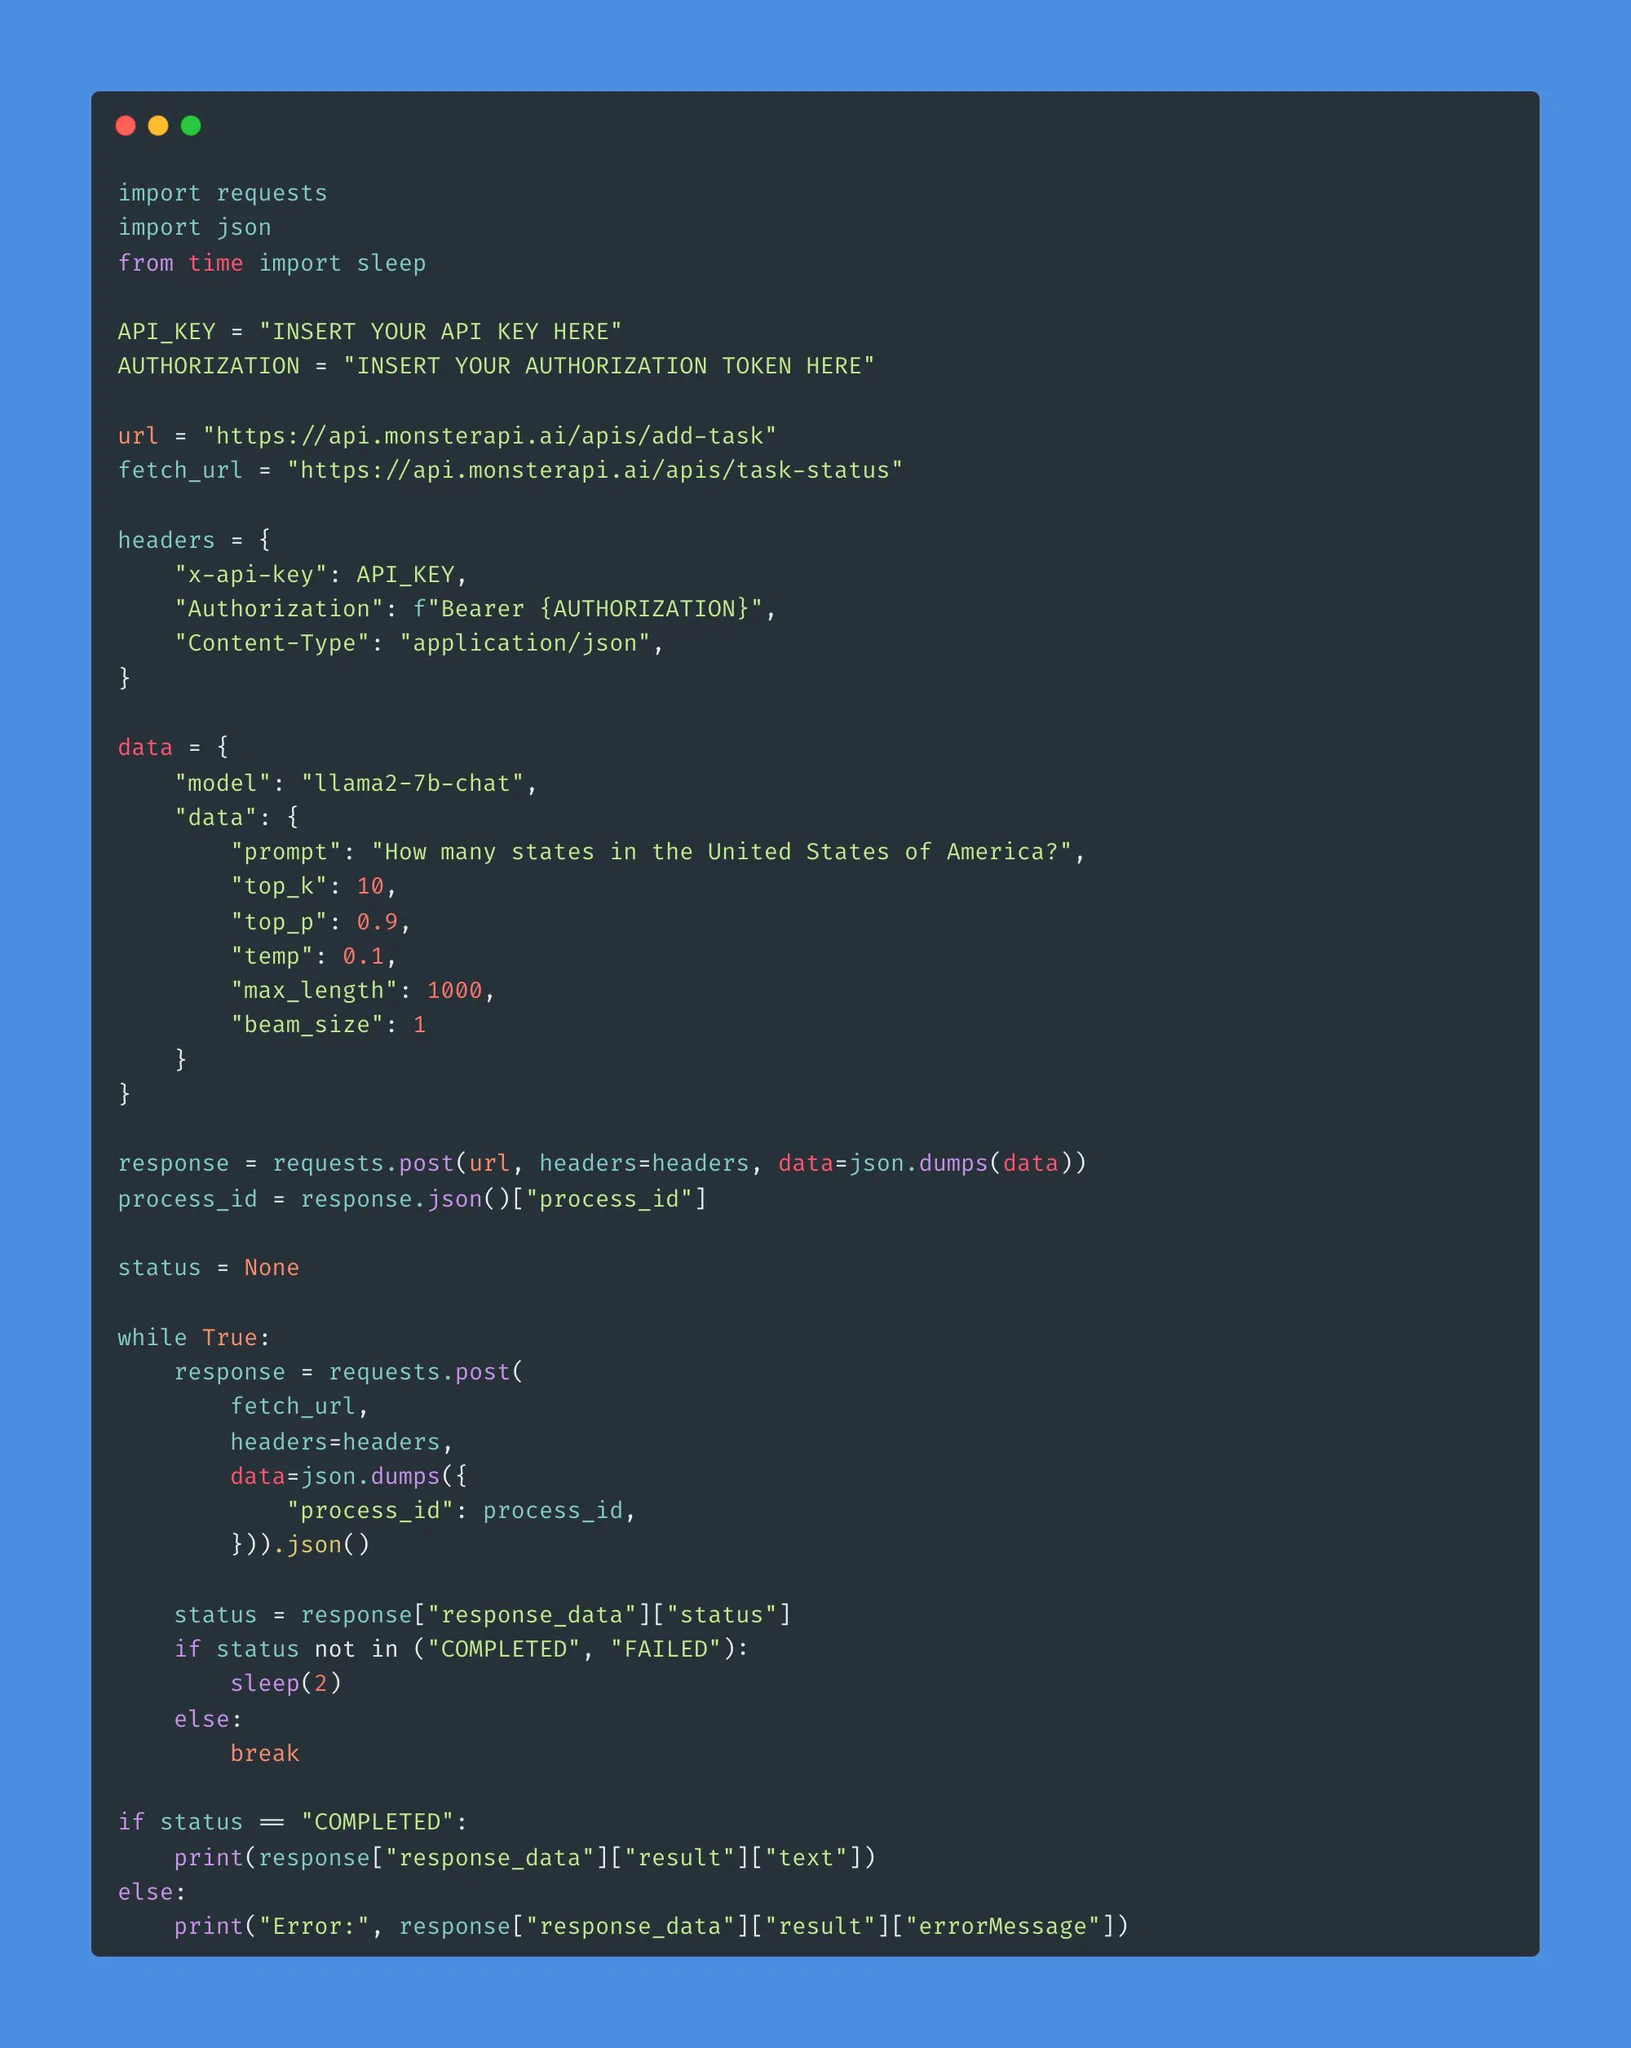 import requests
import json
from time import sleep

API_KEY = "INSERT YOUR API KEY HERE"
AUTHORIZATION = "INSERT YOUR AUTHORIZATION TOKEN HERE"

url = "https://api.monsterapi.ai/apis/add-task"
fetch_url = "https://api.monsterapi.ai/apis/task-status"

headers = {
    "x-api-key": API_KEY,
    "Authorization": f"Bearer {AUTHORIZATION}",
    "Content-Type": "application/json",
}

data = {
    "model": "llama2-7b-chat",
    "data": {
        "prompt": "How many states in the United States of America?",
        "top_k": 10,
        "top_p": 0.9,
        "temp": 0.1,
        "max_length": 1000,
        "beam_size": 1
    }
}

response = requests.post(url, headers=headers, data=json.dumps(data))
process_id = response.json()["process_id"]

status = None

while True:
    response = requests.post(
        fetch_url,
        headers=headers,
        data=json.dumps({
            "process_id": process_id,
        })).json()

    status = response["response_data"]["status"]
    if status not in ("COMPLETED", "FAILED"):
        sleep(2)
    else:
        break

if status == "COMPLETED":
    print(response["response_data"]["result"]["text"])
else:
    print("Error:", response["response_data"]["result"]["errorMessage"])